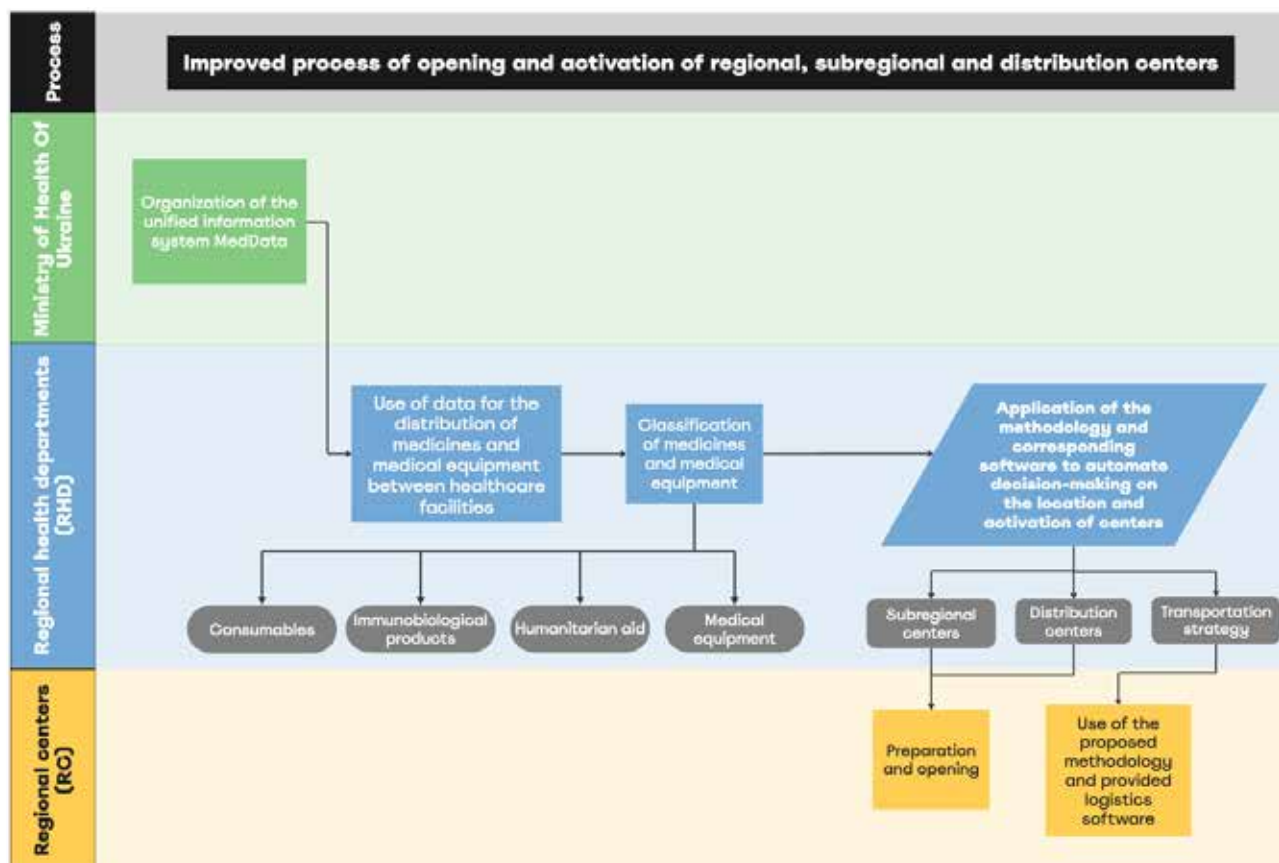 Process
Improved process of opening and activation of regional, subregional and distribution centers
Ministry of Health Of
Ukraine
Organization of the
unified information
system MedData
Regional health departments
(RHD)
Use of data for the
distribution of
medicines and
medical equipment
between healthcare
facilities
Classification
of medicines
and medical
equipment
Application of the
methodology and
corresponding
software to automate
decision-making on
the location and
activation of centers
Consumables
Immunobiological
products
Humanitarian aid
Medical
equipment
Subregional
centers
Distribution
centers
Transportation
strategy
Regional centers
(RC)
Preparation
and opening
Use of the
proposed
methodology
and provided
logistics
software